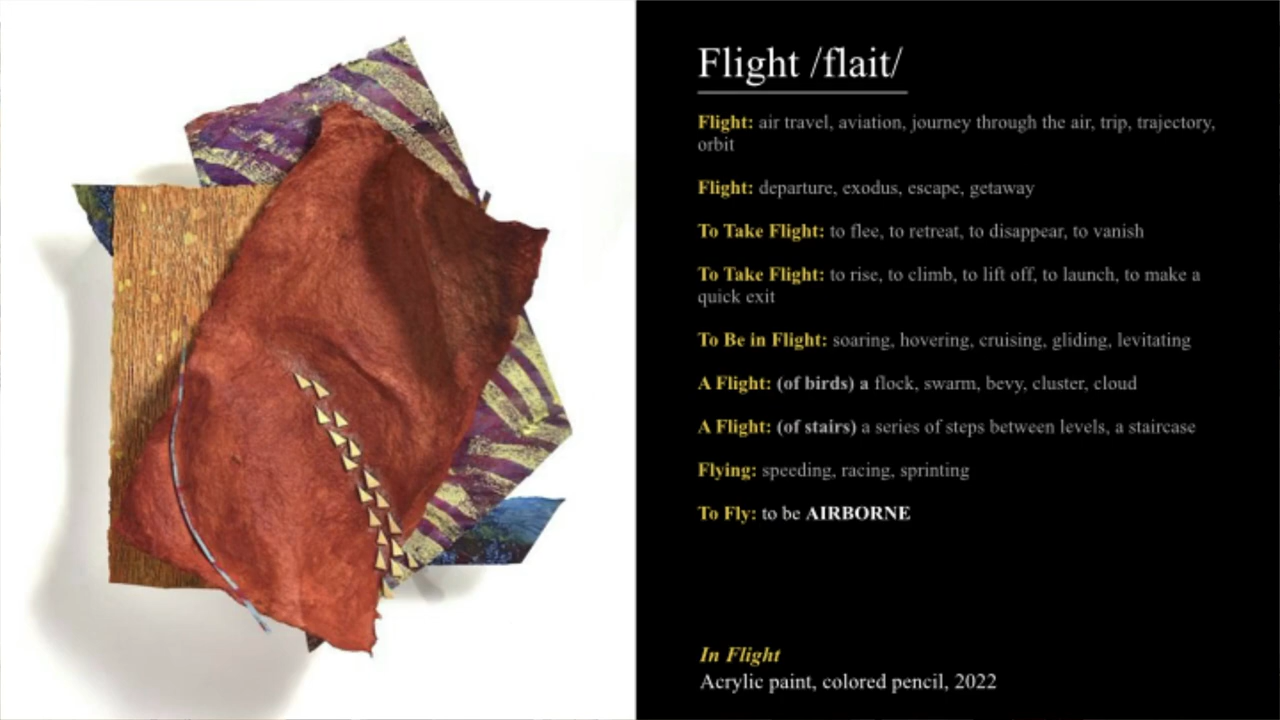 Flight /flait/
Flight: air travel, aviation, journey through the air, trip, trajectory,
orbit
Flight: departure, exodus, escape, getaway
To Take Flight: to flee, to retreat, to disappear, to vanish
To Take Flight: to rise, to climb, to lift off, to launch, to make a
quick exit
To Be in Flight: soaring, hovering, cruising, gliding, levitating
A Flight: (of birds) a flock, swarm, bevy, cluster, cloud
A Flight: (of stairs) a series of steps between levels, a staircase
Flying: speeding, racing, sprinting
To Fly: to be AIRBORNE
In Flight
Acrylic paint, colored pencil, 2022